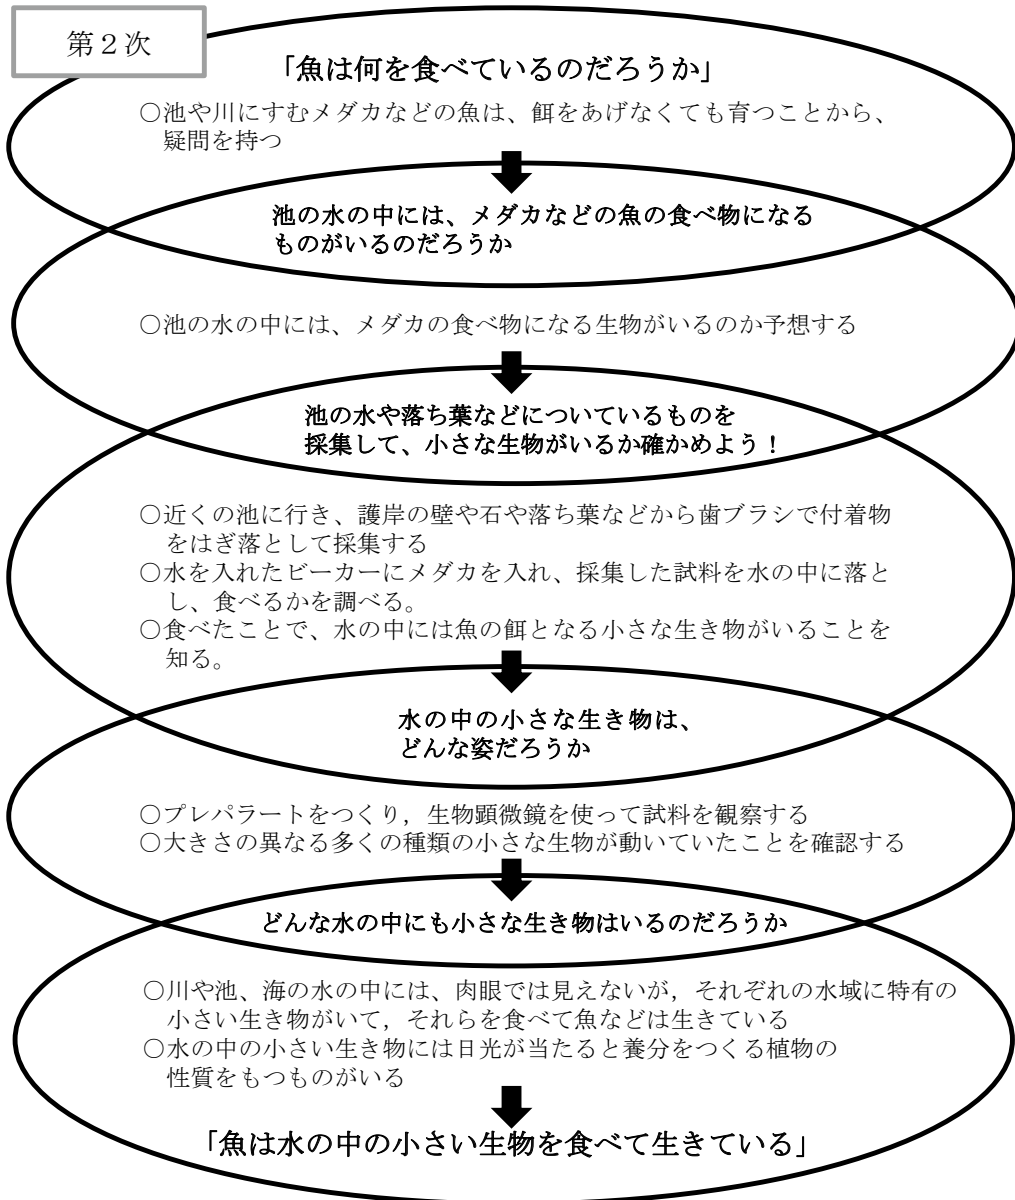 第２次
「魚は何を食べているのだろうか」
○池や川にすむメダカなどの魚は、餌をあげなくても育つことから、
疑問を持つ
池の水の中には、メダカなどの魚の食べ物になる
ものがいるのだろうか
○池の水の中には、メダカの食べ物になる生物がいるのか予想する
池の水や落ち葉などについているものを
採集して、小さな生物がいるか確かめよう！
○近くの池に行き、護岸の壁や石や落ち葉などから歯ブラシで付着物
をはぎ落として採集する
○水を入れたビーカーにメダカを入れ、採集した試料を水の中に落と
し、食べるかを調べる。
○食べたことで、水の中には魚の餌となる小さな生き物がいることを
知る。
水の中の小さな生き物は、
どんな姿だろうか
○プレパラートをつくり，生物顕微鏡を使って試料を観察する
○大きさの異なる多くの種類の小さな生物が動いていたことを確認する
どんな水の中にも小さな生き物はいるのだろうか
○川や池、海の水の中には、肉眼では見えないが，それぞれの水域に特有の
小さい生き物がいて，それらを食べて魚などは生きている
○水の中の小さい生き物には日光が当たると養分をつくる植物の
性質をもつものがいる
「魚は水の中の小さい生物を食べて生きている」